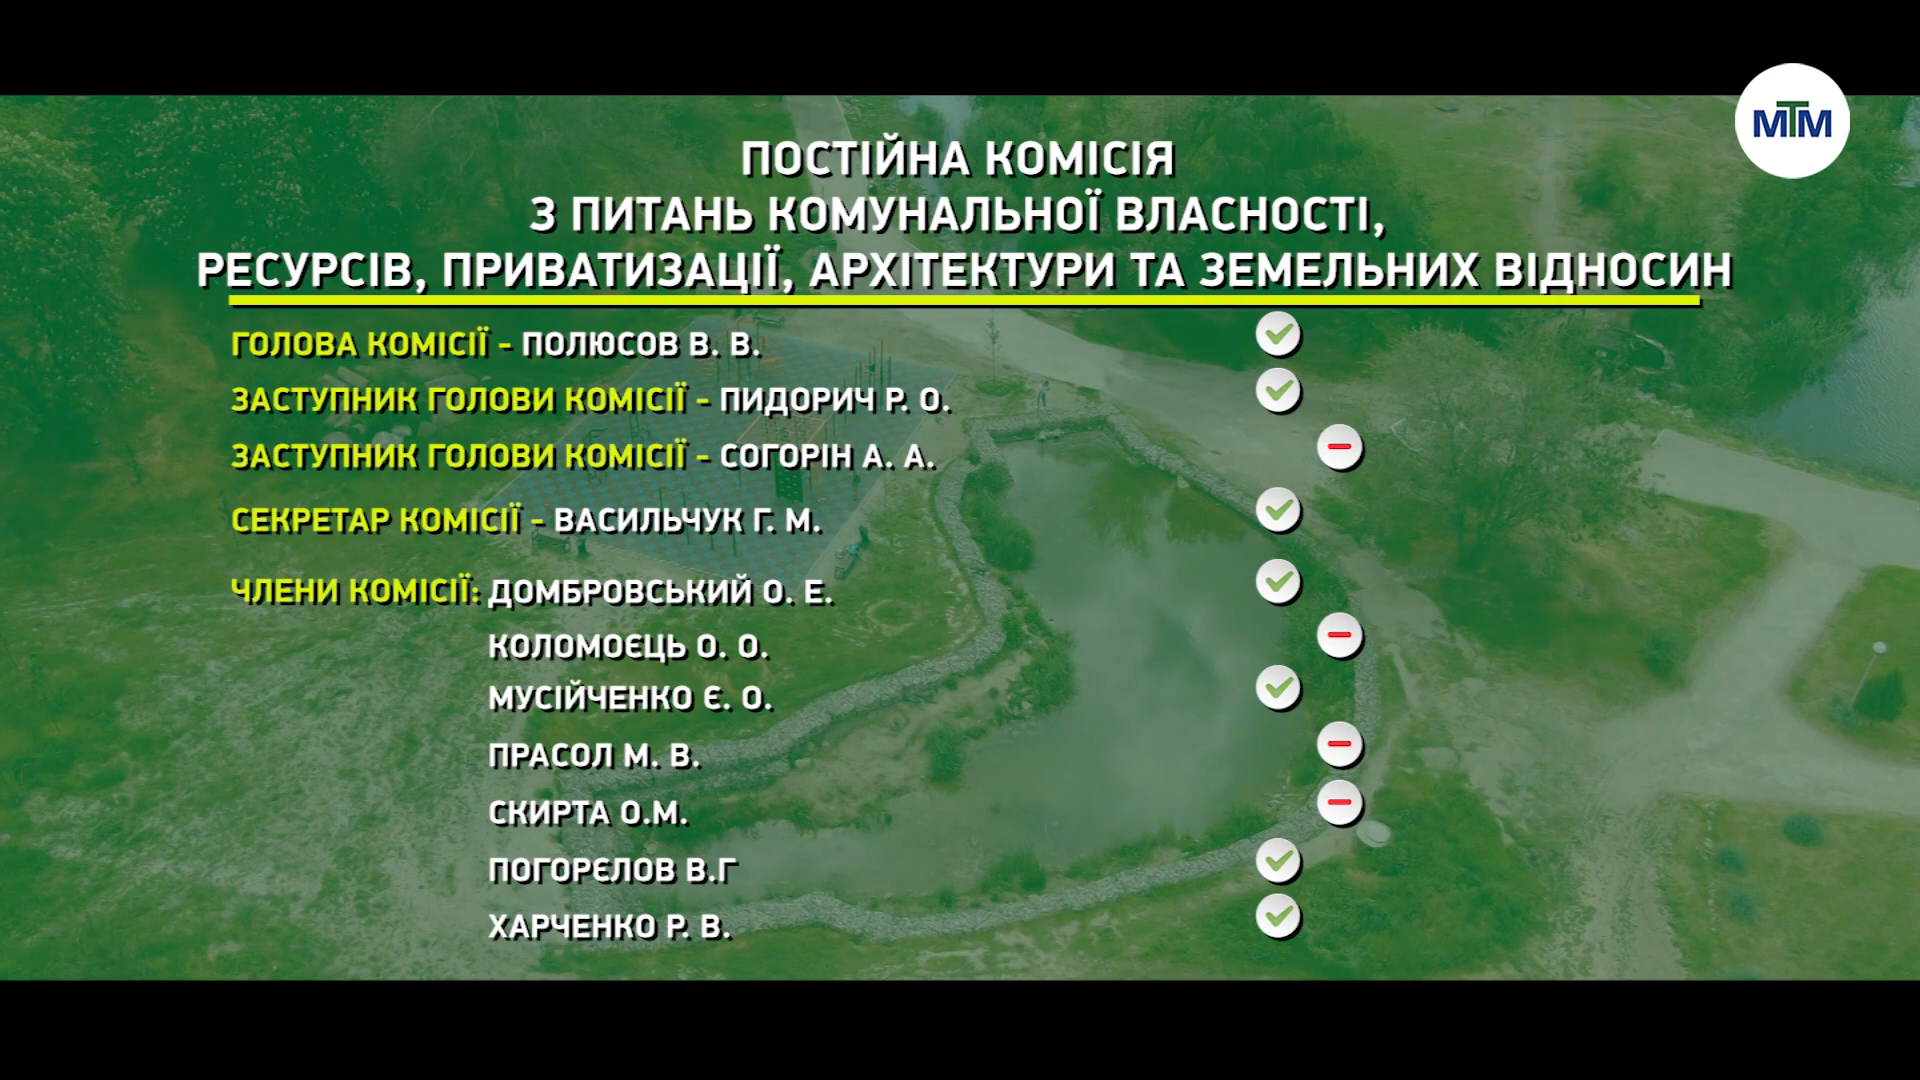 МТМ
ПОСТІЙНА КОМІСІЯ
З ПИТАНЬ КОМУНАЛЬНОЇ ВЛАСНОСТІ,
РЕСУРСІВ, ПРИВАТИЗАЦІЇ, АРХІТЕКТУРИ ТА ЗЕМЕЛЬНИХ ВІДНОСИН
ГОЛОВА КОМІСІЇ - ПОЛЮСОВ В. В.
ЗАСТУПНИК ГОЛОВИ КОМІСІЇ - ПИДОРИЧ Р. О.
ЗАСТУПНИК ГОЛОВИ КОМІСІЇ - СОГОРІН А. А.
СЕКРЕТАР КОМІСІЇ - ВАСИЛЬЧУК Г. М.
ЧЛЕНИ КОМІСІЇ: ДОМБРОВСЬКИЙ О. Е.
КОЛОМОЄЦЬ О. О.
МУСІЙЧЕНКО Є. О.
ПРАСОЛ М. В.
СКИРТА О.М.
ПОГОРЄЛОВ В.Г
ХАРЧЕНКО Р. В.